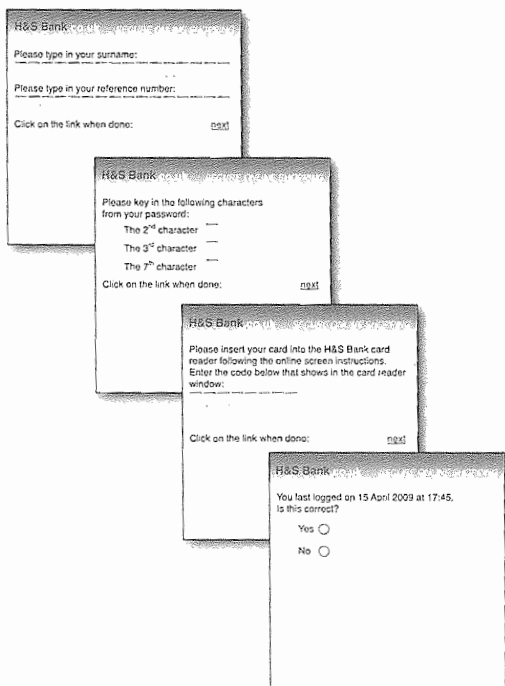 H&S Bank
Please type in your surname:
Please type in your reference number:
Click on the link when done: next
H&S Bank
Please key in the following characters
from your password:
The 2nd character
The 3rd character
The 7th character
Click on the link when done: next
H&S Bank
Please insert your card into the H&S Bank card
reader following the online screen instructions.
Enter the code below that shows in the card reader
window:
Click on the link when done: next
H&S Bank
You last logged on 15 April 2009 at 17:45,
Is this correct?
Yes
No